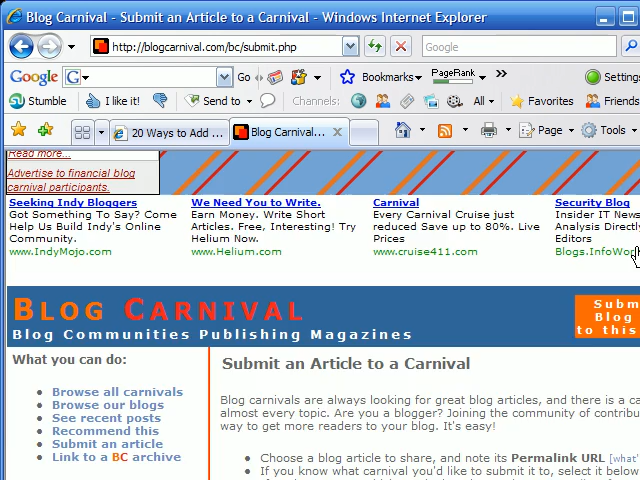 Blog Carnival - Submit an Article to a Carnival - Windows Internet Explorer
http://blogcarnival.com/bc/submit.php
Google
Google G Go Bookmarks PageRank » Settings
Stumble I like it! Send to Channels: All Favorites Friends
20 Ways to Add ... Blog Carnival... Page Tools
Read more...
Advertise to financial blog
carnival participants.
Seeking Indy Bloggers
Got Something To Say? Come
Help Us Build Indy's Online
Community.
www.IndyMojo.com
We Need You to Write.
Earn Money. Write Short
Articles. Free, Interesting! Try
Helium Now.
www.Helium.com
Carnival
Every Carnival Cruise just
reduced Save up to 80%. Live
Prices
www.cruise411.com
Security Blog
Insider IT News
Analysis Directly
Editors
Blogs.InfoWor
Blog Carnival
Blog Communities Publishing Magazines
Subm
Blog
to this
What you can do:
Browse all carnivals
Browse our blogs
See recent posts
Recommend this
Submit an article
Link to a BC archive
Submit an Article to a Carnival
Blog carnivals are always looking for great blog articles, and there is a ca
almost every topic. Are you a blogger? Joining the community of contribu
way to get more readers to your blog. It's easy!
Choose a blog article to share, and note its Permalink URL [what'
If you know what carnival you'd like to submit it to, select it below